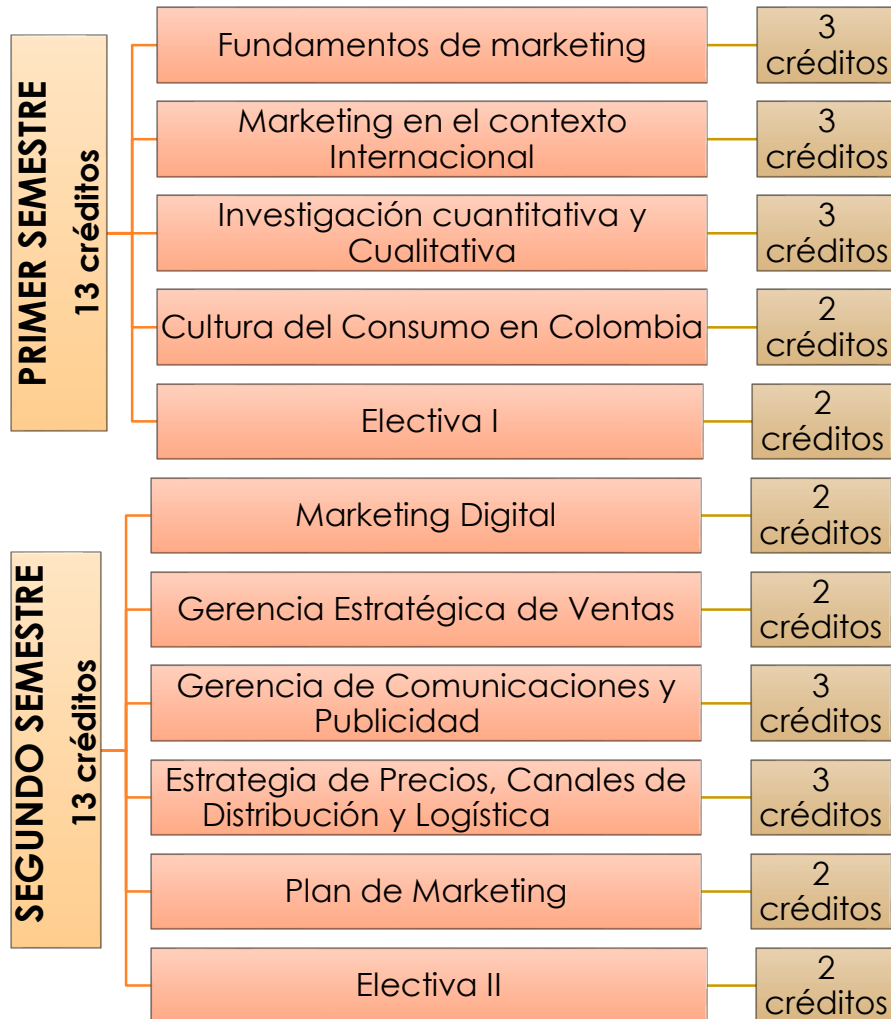 PRIMER SEMESTRE
13 créditos
Fundamentos de marketing
3
créditos
Marketing en el contexto
Internacional
3
créditos
Investigación cuantitativa y
Cualitativa
3
créditos
Cultura del Consumo en Colombia
2
créditos
Electiva I
2
créditos
SEGUNDO SEMESTRE
13 créditos
Marketing Digital
2
créditos
Gerencia Estratégica de Ventas
2
créditos
Gerencia de Comunicaciones y
Publicidad
3
créditos
Estrategia de Precios, Canales de
Distribución y Logística
3
créditos
Plan de Marketing
2
créditos
Electiva II
2
créditos